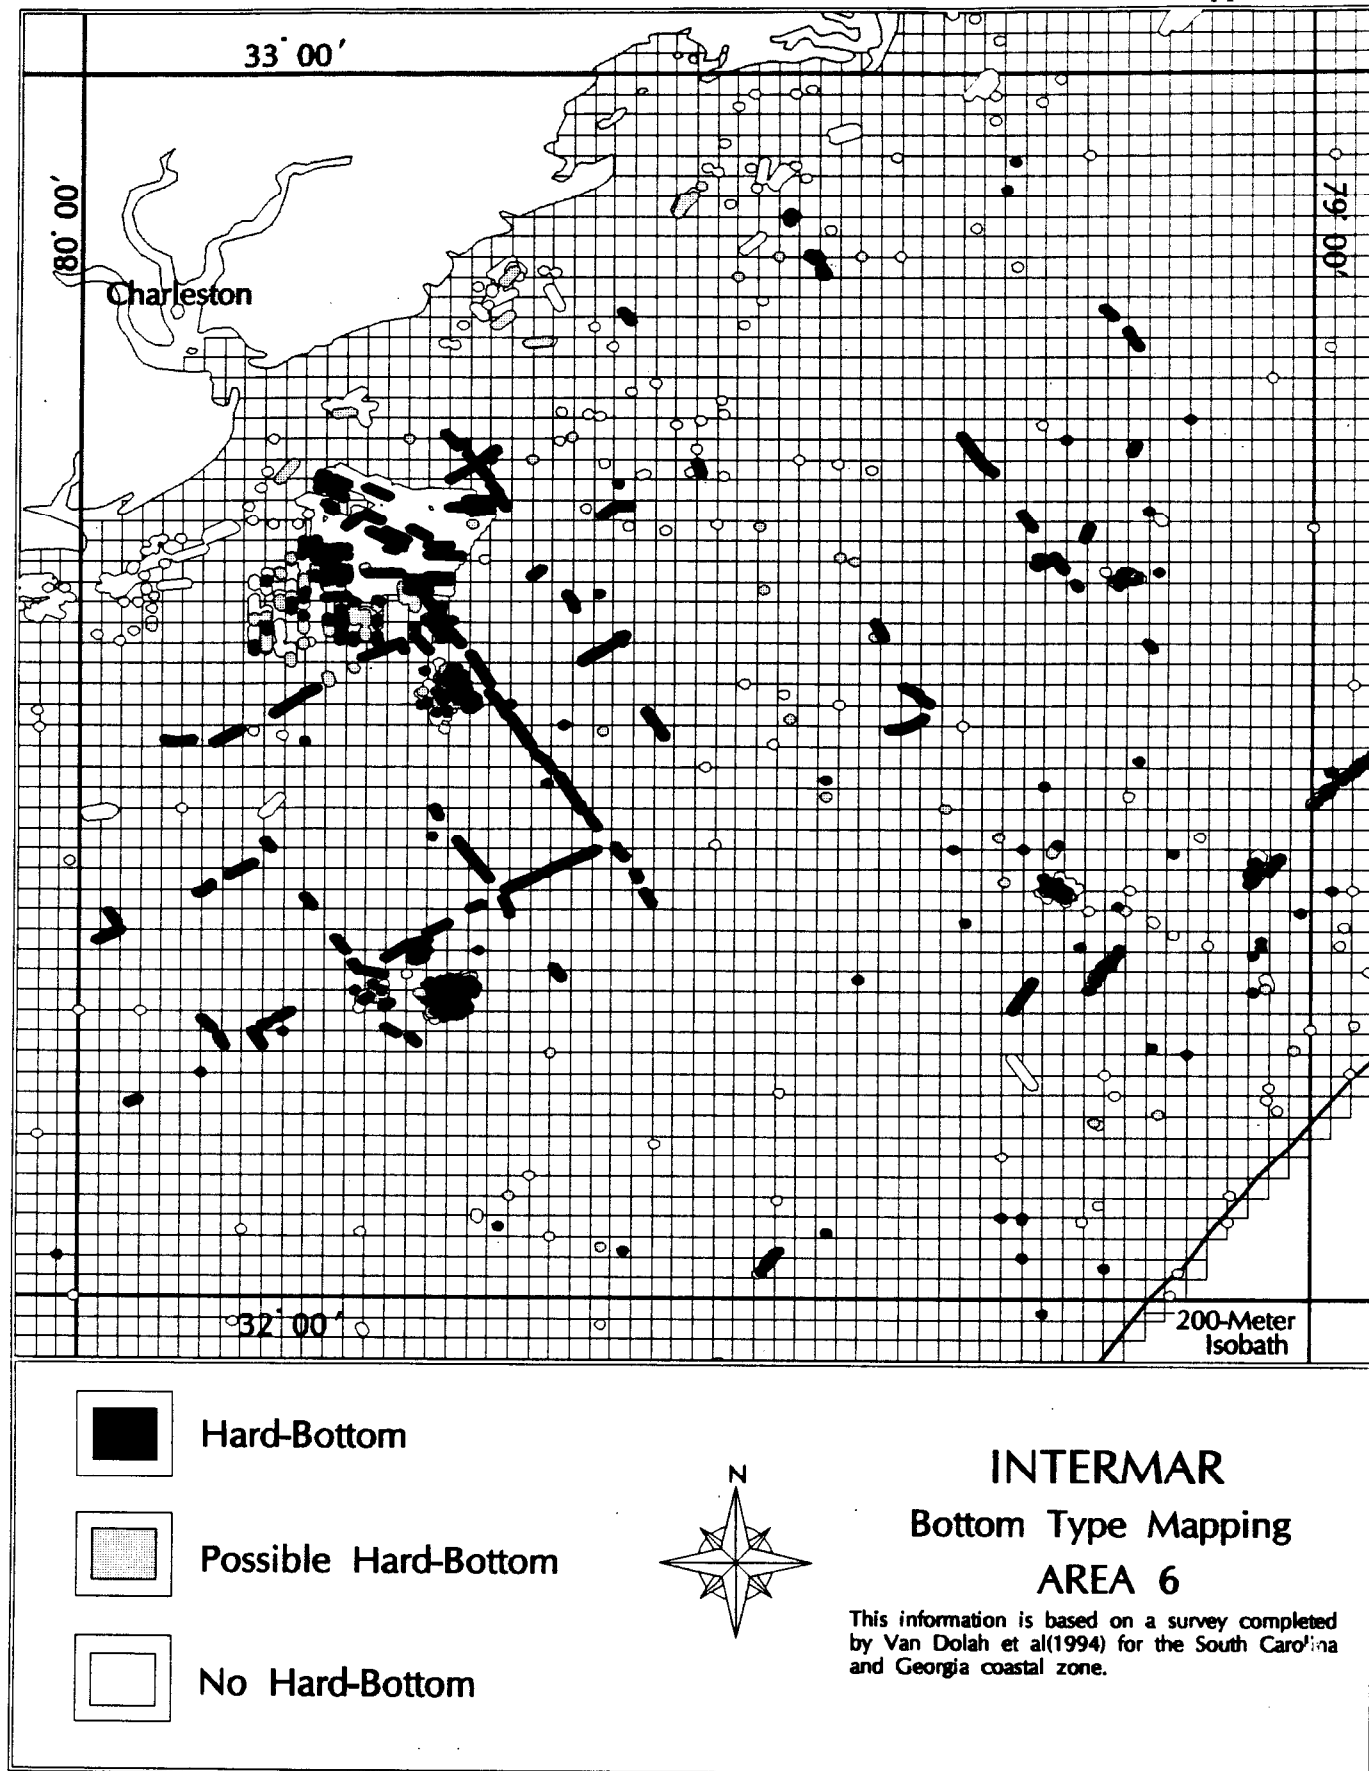 33° 00′
80° 00′
79° 00′
Charleston
32° 00′
200-Meter
Isobath
Hard-Bottom
Possible Hard-Bottom
No Hard-Bottom
N
INTERMAR
Bottom Type Mapping
AREA 6
This information is based on a survey completed
by Van Dolah et al(1994) for the South Carolina
and Georgia coastal zone.